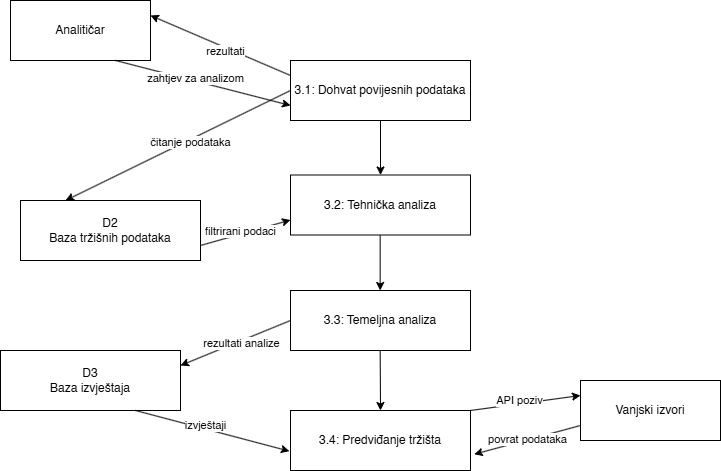 Analitičar
rezultati
zahtjev za analizom
3.1: Dohvat povijesnih podataka
čitanje podataka
3.2: Tehnička analiza
D2
Baza tržišnih podataka
filtrirani podaci
3.3: Temeljna analiza
rezultati analize
D3
Baza izvještaja
API poziv
Vanjski izvori
izvještaji
3.4: Predviđanje tržišta
povrat podataka